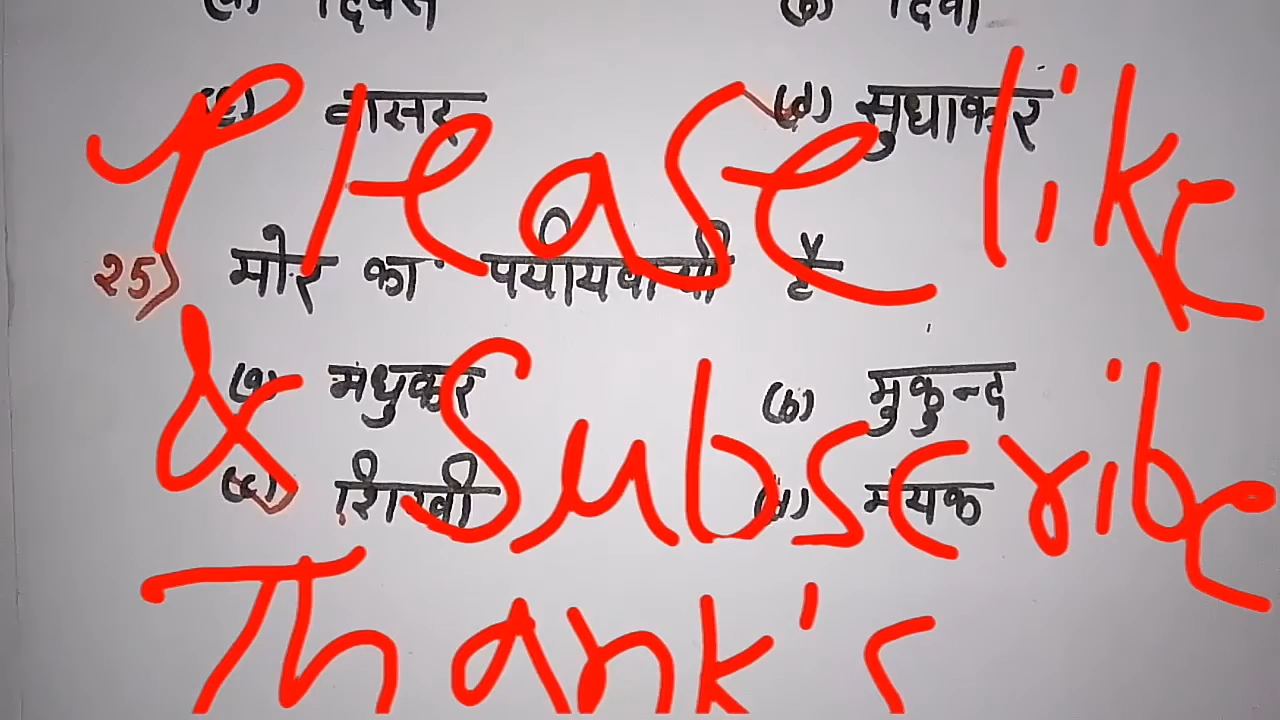 (a) दिवस (b) दिवा
(c) वासर (d) सुधाकर
Please like
25) मोर का पर्यायवाची है
& Subscribe
(a) मधुकर (b) मुकुन्द
(c) शिखी (d) मयंक
Thank's